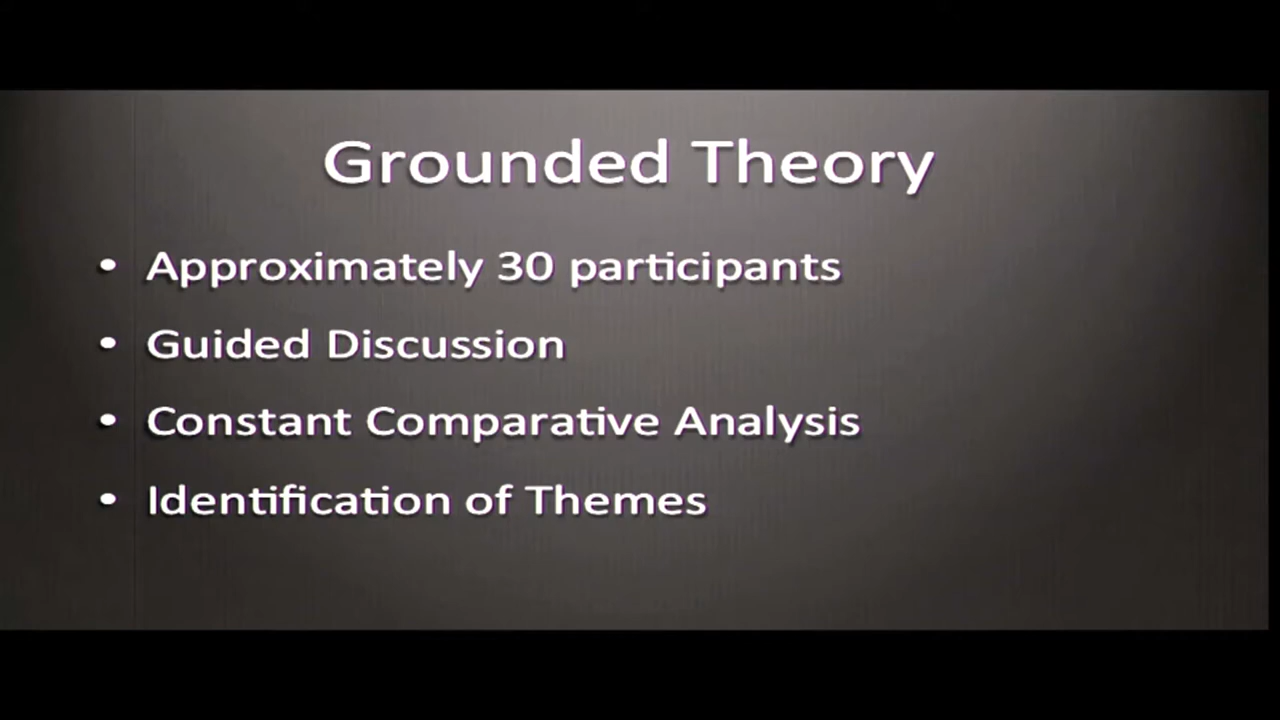 Grounded Theory
• Approximately 30 participants
• Guided Discussion
• Constant Comparative Analysis
• Identification of Themes